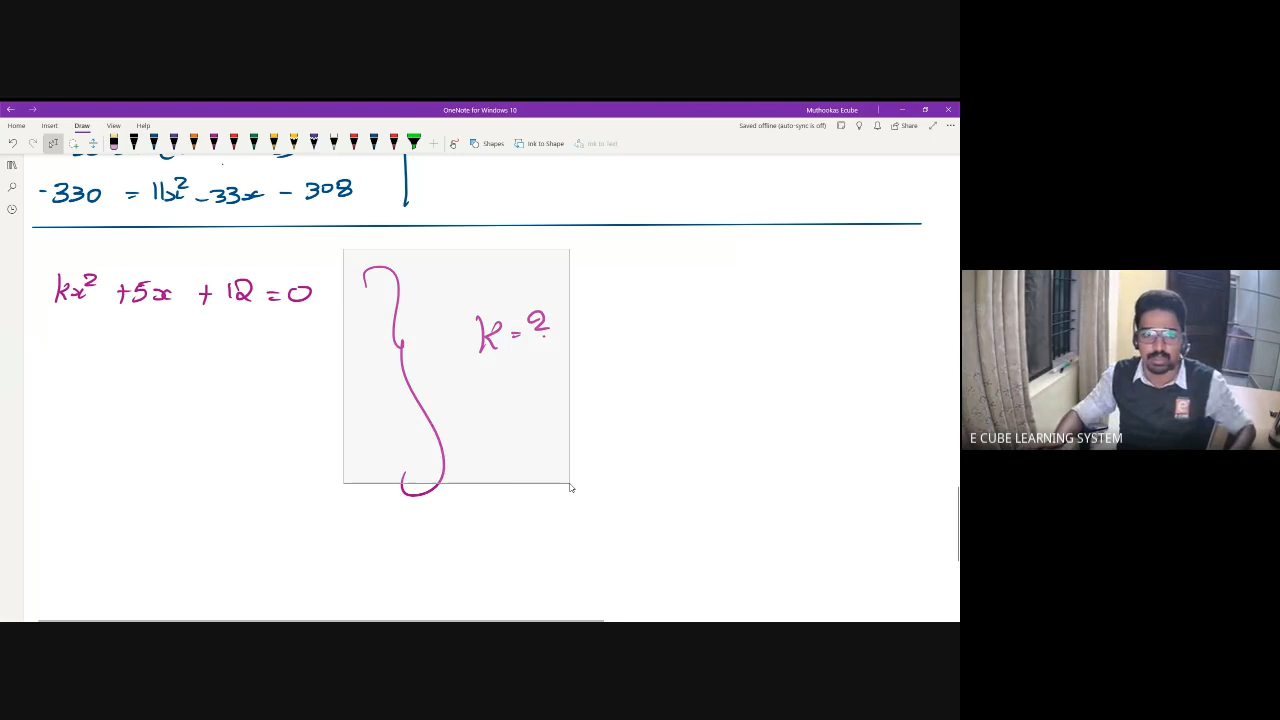 OneNote for Windows 10
Muthookas Ecube
Home Insert Draw View Help
Saved offline (auto-sync is off)
Share
Shapes
Ink to Shape
Ink to Text
-330 = 11x² - 33x - 308
kx² + 5x + 12 = 0
k = ?
E CUBE LEARNING SYSTEM